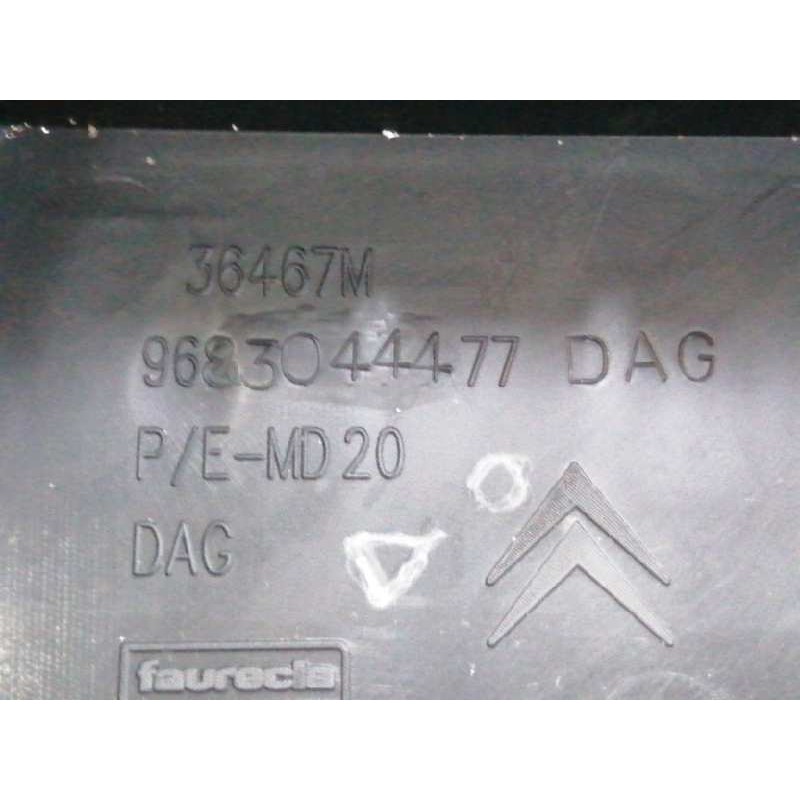 36467M
9683044477 DAG
P/E-MD20
DAG
faurecia